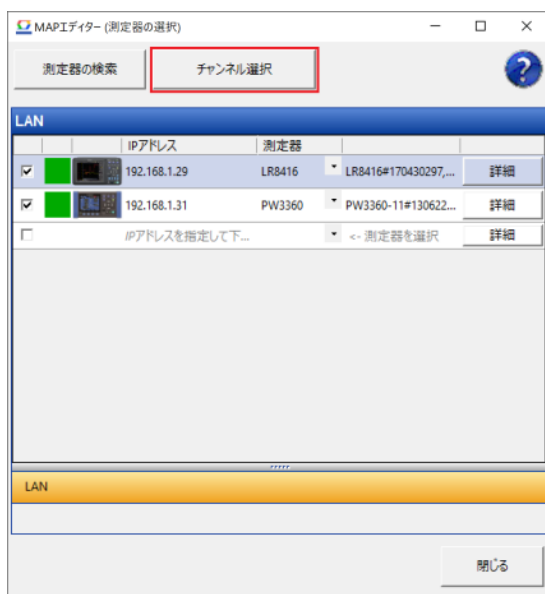 MAPIエディター (測定器の選択)
測定器の検索 チャンネル選択
LAN
IPアドレス 測定器
192.168.1.29 LR8416 LR8416#170430297,... 詳細
192.168.1.31 PW3360 PW3360-11#130622... 詳細
IPアドレスを指定して下... <- 測定器を選択 詳細
LAN
閉じる